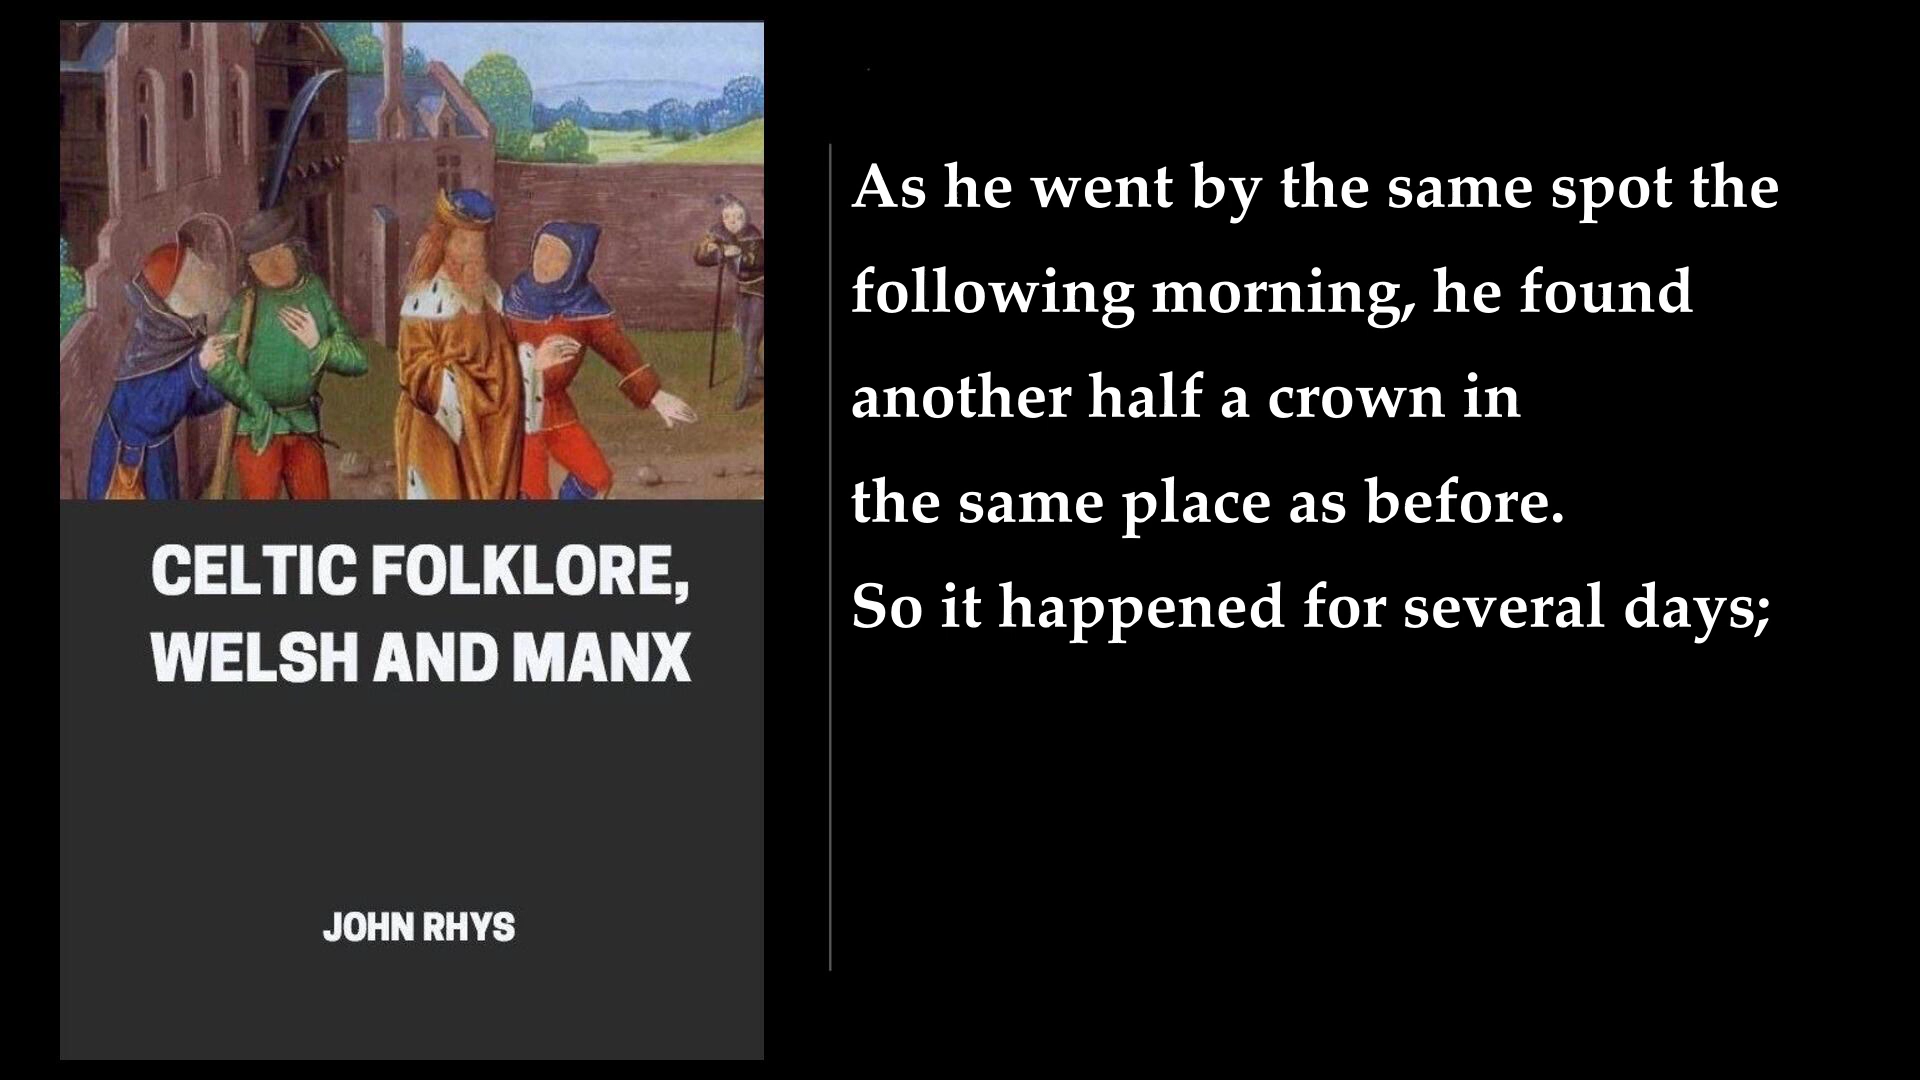 CELTIC FOLKLORE,
WELSH AND MANX
JOHN RHYS
As he went by the same spot the
following morning, he found
another half a crown in
the same place as before.
So it happened for several days;